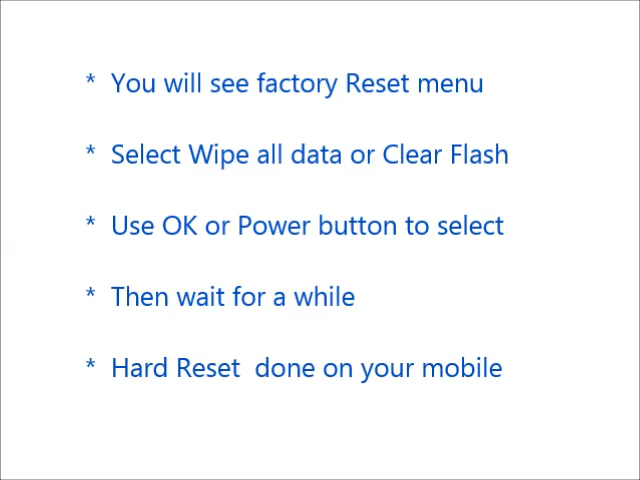 * You will see factory Reset menu
* Select Wipe all data or Clear Flash
* Use OK or Power button to select
* Then wait for a while
* Hard Reset  done on your mobile